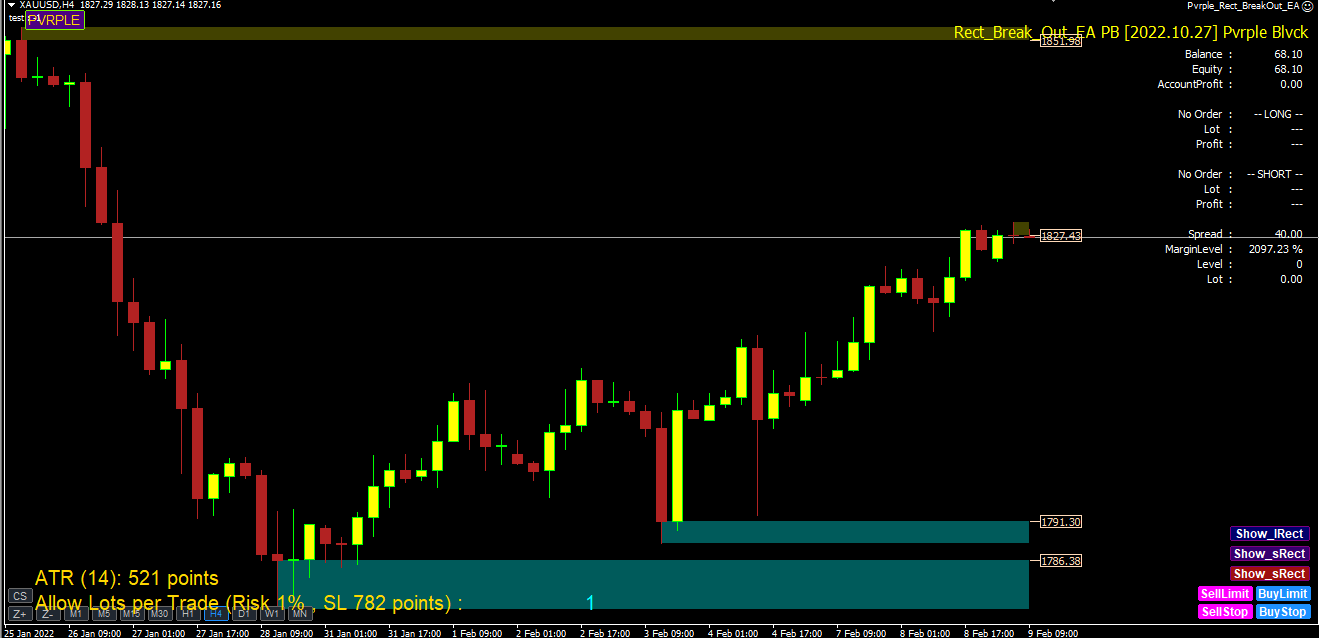 XAUUSD,H4 1827.29 1828.13 1827.14 1827.16
Pvrple_Rect_BreakOut_EA
PVRPLE
Rect_Break_Out_EA PB [2022.10.27] Pvrple Blvck
1851.98
Balance : 68.10
Equity : 68.10
AccountProfit : 0.00
No Order : -- LONG --
Lot : ---
Profit : ---
No Order : -- SHORT --
Lot : ---
Profit : ---
Spread : 40.00
1827.43
MarginLevel : 2097.23 %
Level : 0
Lot : 0.00
1791.30
Show_lRect
Show_sRect
1786.38
Show_sRect
ATR (14): 521 points
CS
SellLimit BuyLimit
Allow Lots per Trade (Risk 1% , SL 782 points) : 1
Z+ Z- M1 M5 M15 M30 H1 H4 D1 W1 MN
SellStop BuyStop
25 Jan 2022 26 Jan 09:00 27 Jan 01:00 27 Jan 17:00 28 Jan 09:00 31 Jan 01:00 31 Jan 17:00 1 Feb 09:00 2 Feb 01:00 2 Feb 17:00 3 Feb 09:00 4 Feb 01:00 4 Feb 17:00 7 Feb 09:00 8 Feb 01:00 8 Feb 17:00 9 Feb 09:00